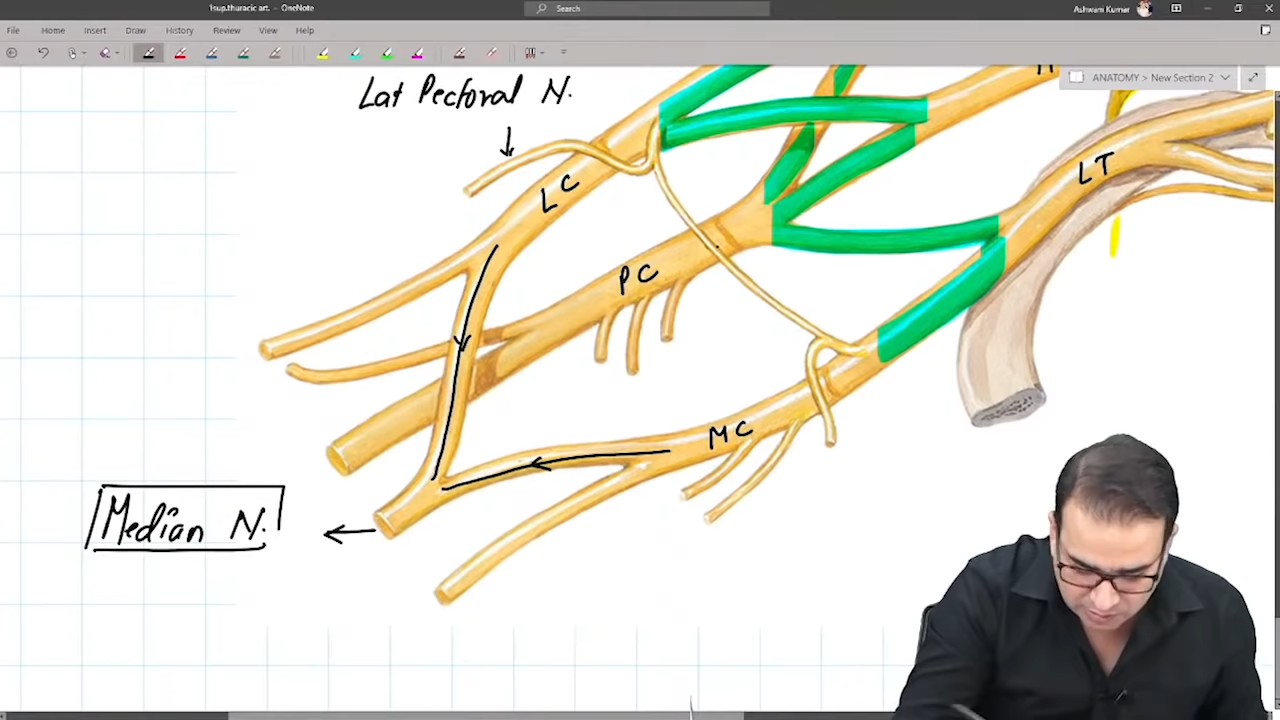 1sup.thoracic art. - OneNote
Search
Ashwani Kumar
File Home Insert Draw History Review View Help
ANATOMY > New Section 2
Lat Pectoral N.
LC
LT
PC
MC
Median N.